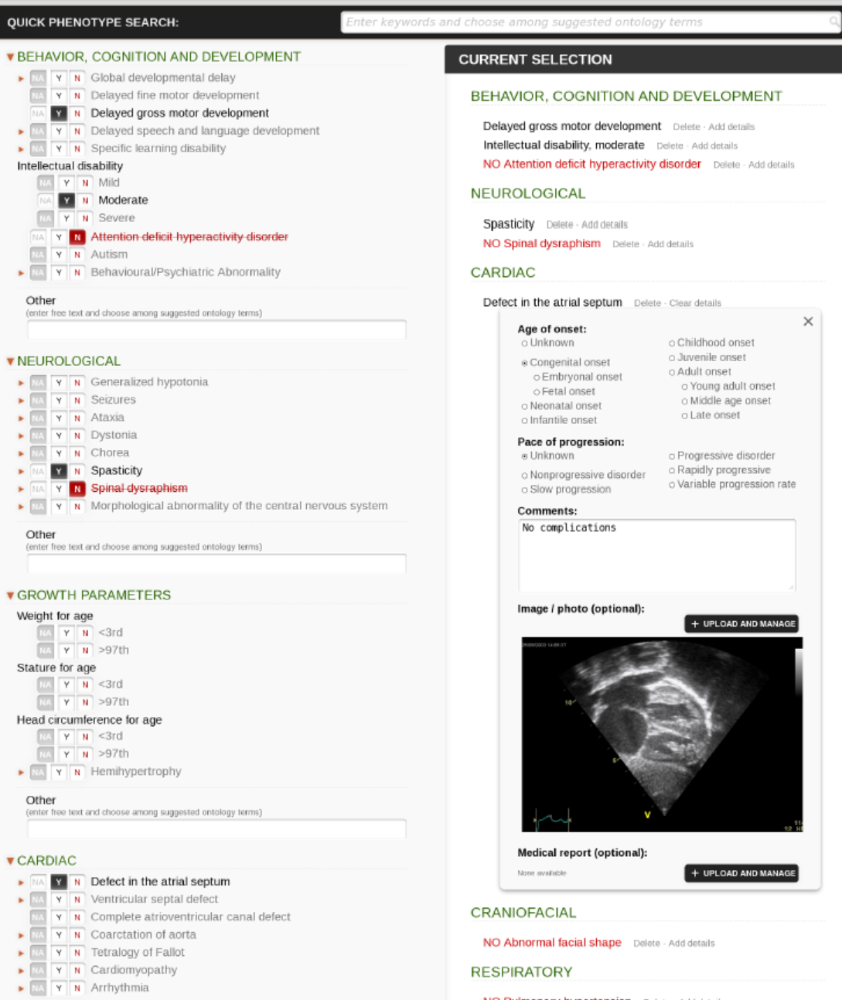 QUICK PHENOTYPE SEARCH:
Enter keywords and choose among suggested ontology terms
BEHAVIOR, COGNITION AND DEVELOPMENT
NA Y N Global developmental delay
NA Y N Delayed fine motor development
NA Y N Delayed gross motor development
NA Y N Delayed speech and language development
NA Y N Specific learning disability
Intellectual disability
NA Y N Mild
NA Y N Moderate
NA Y N Severe
NA Y N Attention deficit hyperactivity disorder
NA Y N Autism
NA Y N Behavioural/Psychiatric Abnormality
Other
(enter free text and choose among suggested ontology terms)
NEUROLOGICAL
NA Y N Generalized hypotonia
NA Y N Seizures
NA Y N Ataxia
NA Y N Dystonia
NA Y N Chorea
NA Y N Spasticity
NA Y N Spinal dysraphism
NA Y N Morphological abnormality of the central nervous system
Other
(enter free text and choose among suggested ontology terms)
GROWTH PARAMETERS
Weight for age
NA Y N <3rd
NA Y N >97th
Stature for age
NA Y N <3rd
NA Y N >97th
Head circumference for age
NA Y N <3rd
NA Y N >97th
NA Y N Hemihypertrophy
Other
(enter free text and choose among suggested ontology terms)
CARDIAC
NA Y N Defect in the atrial septum
NA Y N Ventricular septal defect
NA Y N Complete atrioventricular canal defect
NA Y N Coarctation of aorta
NA Y N Tetralogy of Fallot
NA Y N Cardiomyopathy
NA Y N Arrhythmia
CURRENT SELECTION
BEHAVIOR, COGNITION AND DEVELOPMENT
Delayed gross motor development Delete · Add details
Intellectual disability, moderate Delete · Add details
NO Attention deficit hyperactivity disorder Delete · Add details
NEUROLOGICAL
Spasticity Delete · Add details
NO Spinal dysraphism Delete · Add details
CARDIAC
Defect in the atrial septum Delete · Clear details
Age of onset:
Unknown
Congenital onset
Embryonal onset
Fetal onset
Neonatal onset
Infantile onset
Childhood onset
Juvenile onset
Adult onset
Young adult onset
Middle age onset
Late onset
Pace of progression:
Unknown
Nonprogressive disorder
Slow progression
Progressive disorder
Rapidly progressive
Variable progression rate
Comments:
No complications
Image / photo (optional):
+ UPLOAD AND MANAGE
10
5
V
Medical report (optional):
None available
+ UPLOAD AND MANAGE
CRANIOFACIAL
NO Abnormal facial shape Delete · Add details
RESPIRATORY
NO Pulmonary hypertension